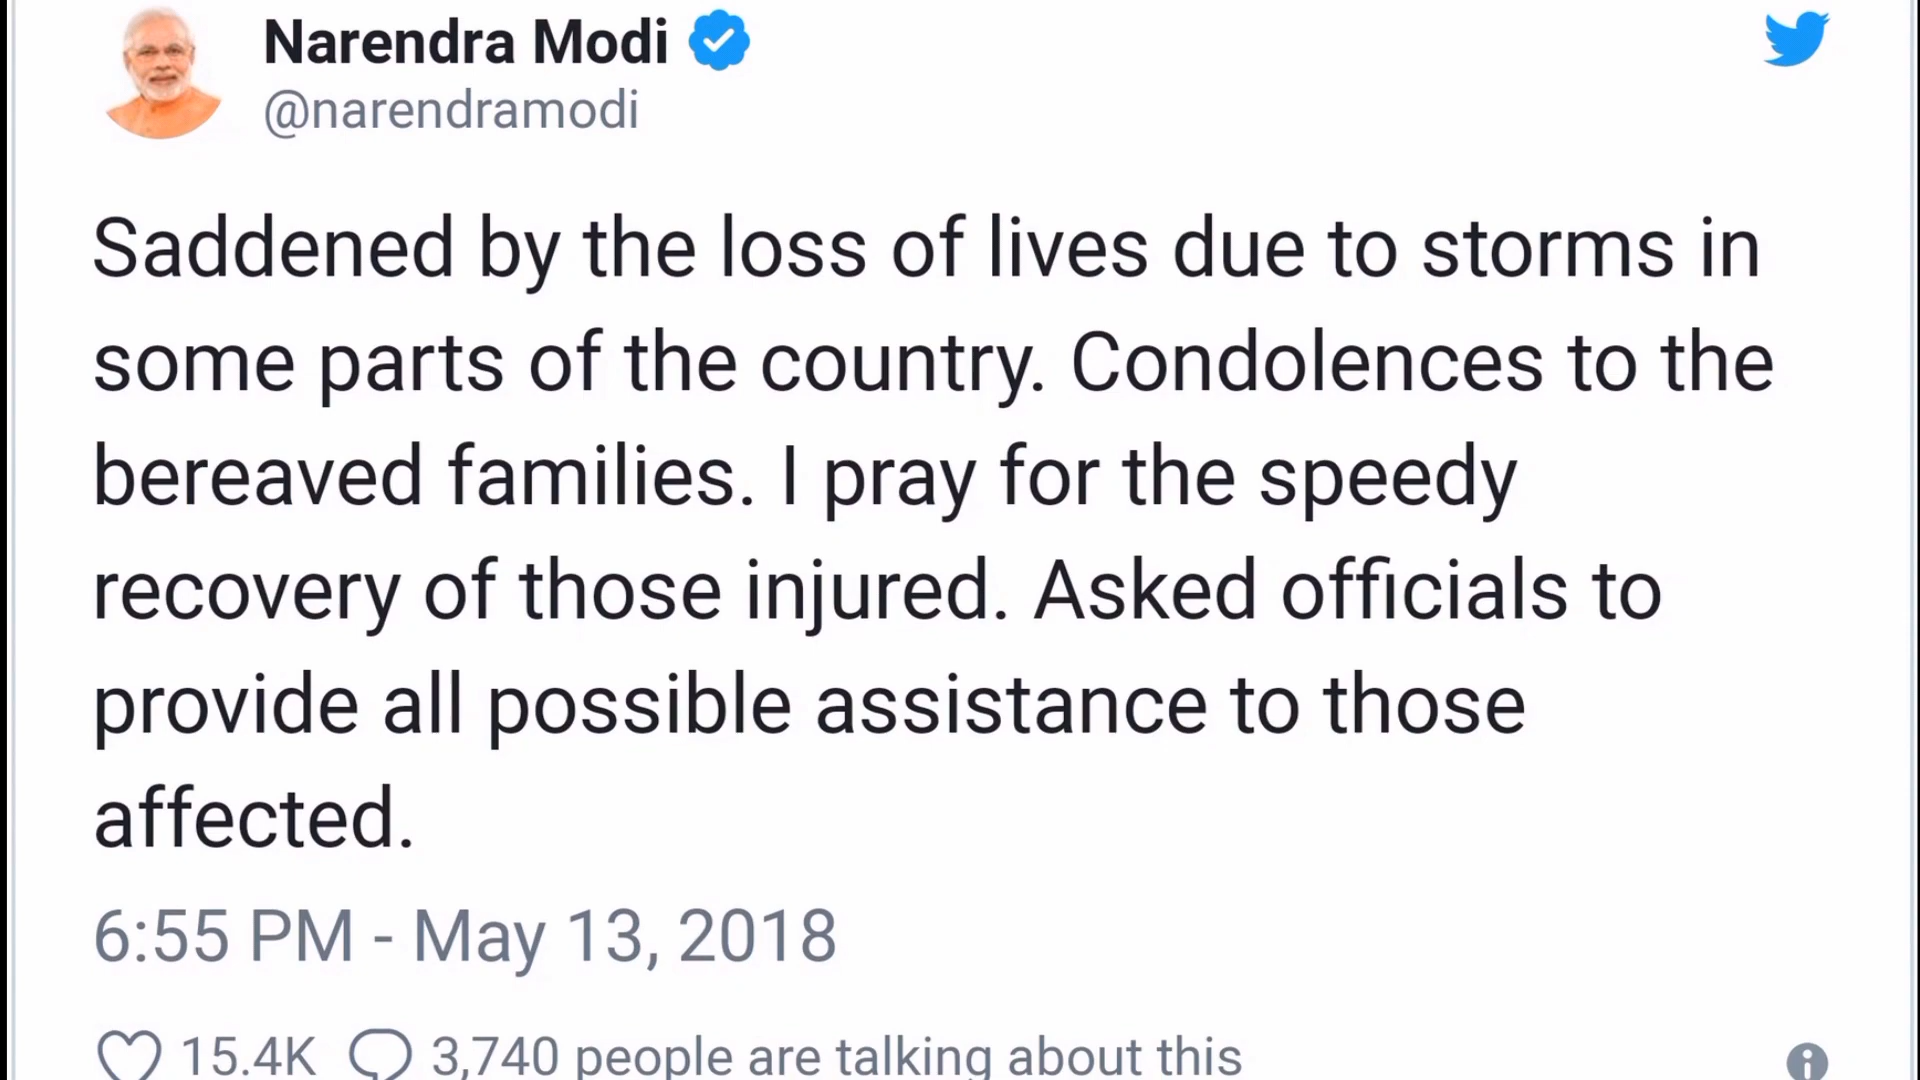 Narendra Modi
@narendramodi
Saddened by the loss of lives due to storms in
some parts of the country. Condolences to the
bereaved families. I pray for the speedy
recovery of those injured. Asked officials to
provide all possible assistance to those
affected.
6:55 PM - May 13, 2018
15.4K 3,740 people are talking about this